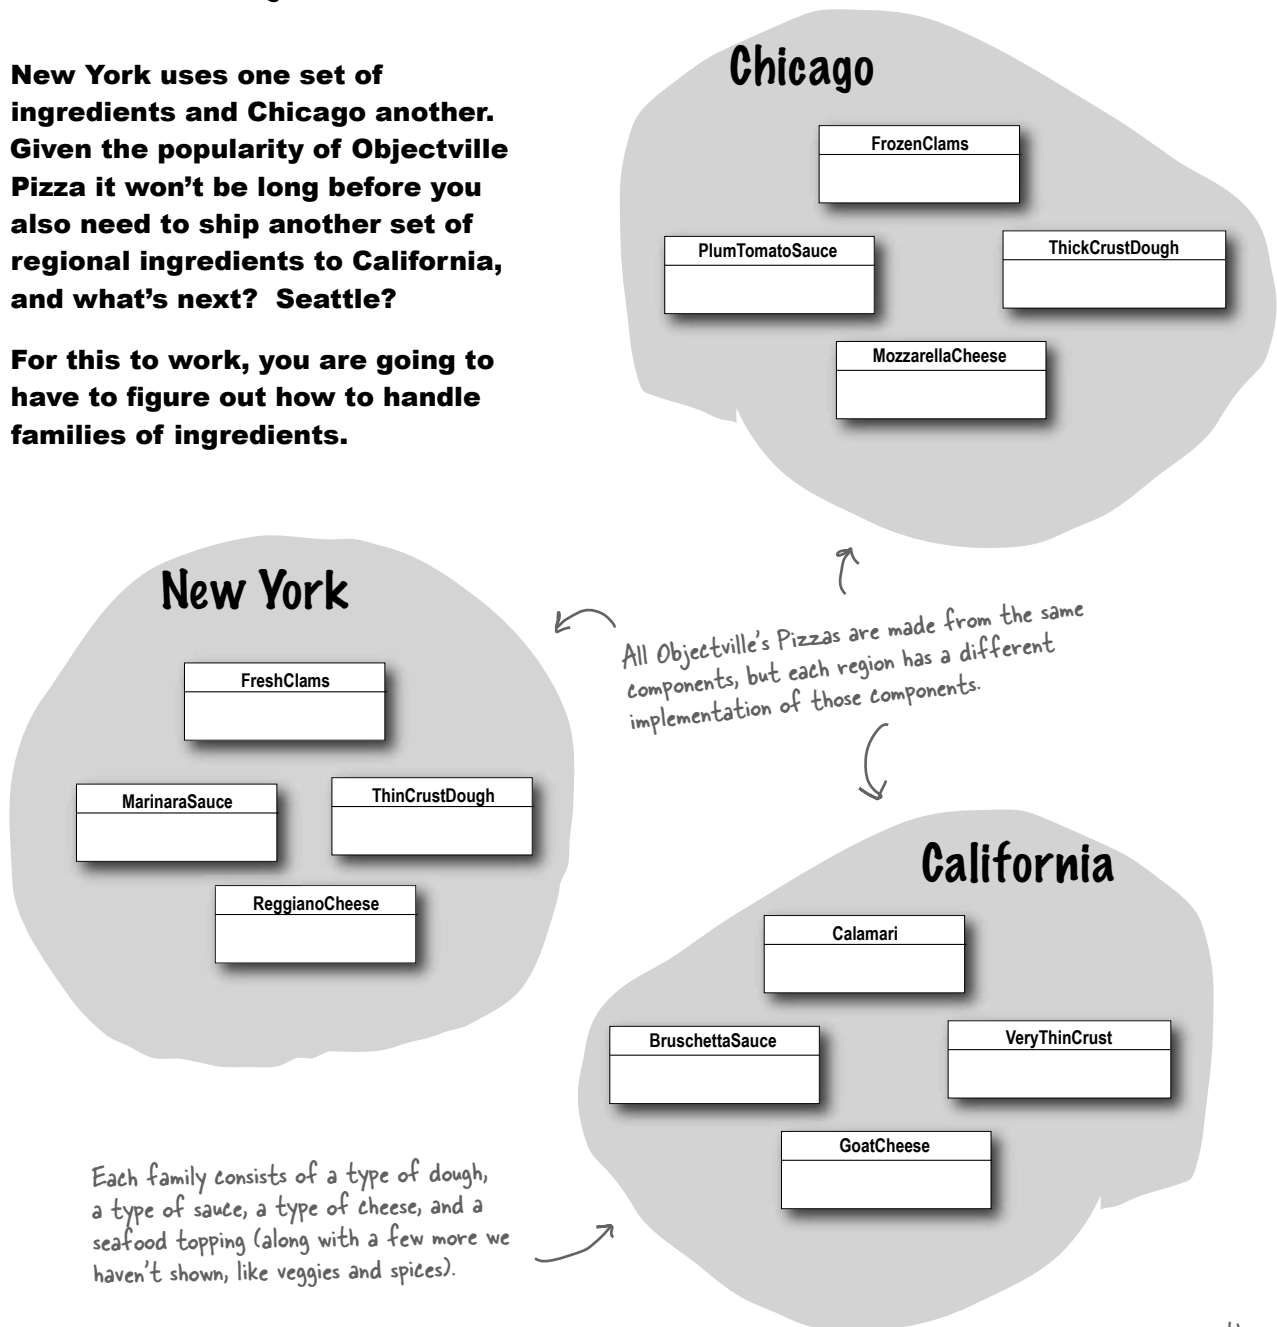 New York uses one set of
ingredients and Chicago another.
Given the popularity of Objectville
Pizza it won't be long before you
also need to ship another set of
regional ingredients to California,
and what's next?  Seattle?
For this to work, you are going to
have to figure out how to handle
families of ingredients.
Chicago
FrozenClams
PlumTomatoSauce
ThickCrustDough
MozzarellaCheese
New York
FreshClams
MarinaraSauce
ThinCrustDough
ReggianoCheese
All Objectville's Pizzas are made from the same
components, but each region has a different
implementation of those components.
California
Calamari
BruschettaSauce
VeryThinCrust
GoatCheese
Each family consists of a type of dough,
a type of sauce, a type of cheese, and a
seafood topping (along with a few more we
haven't shown, like veggies and spices).